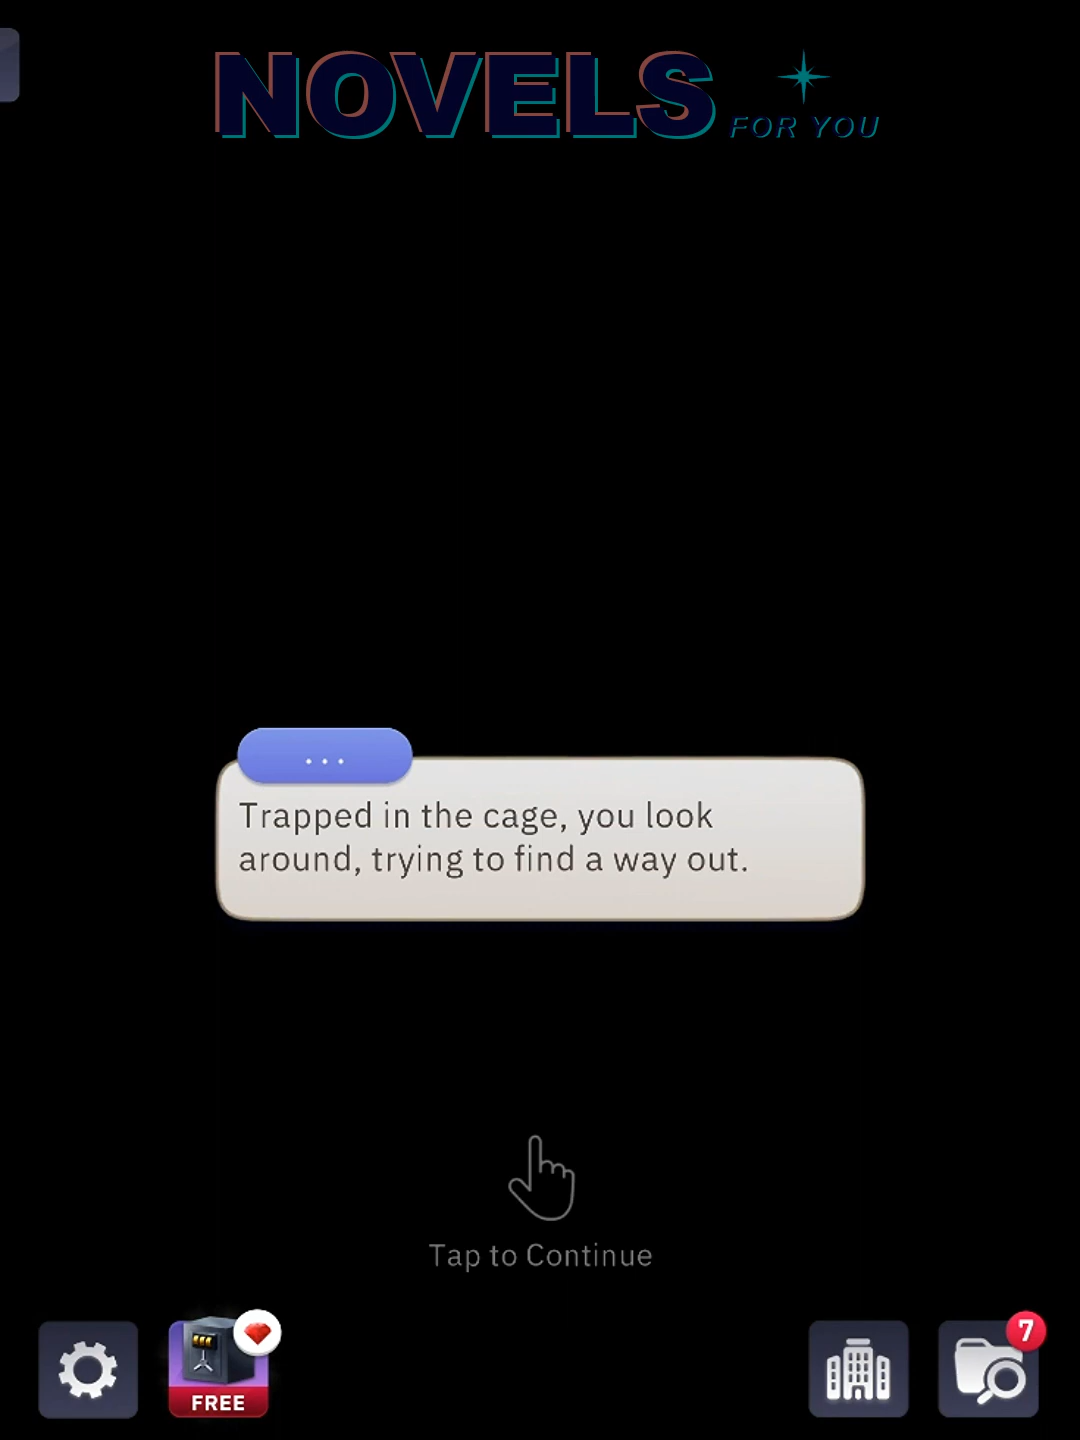 NOVELS
FOR YOU
...
Trapped in the cage, you look
around, trying to find a way out.
Tap to Continue
FREE
7